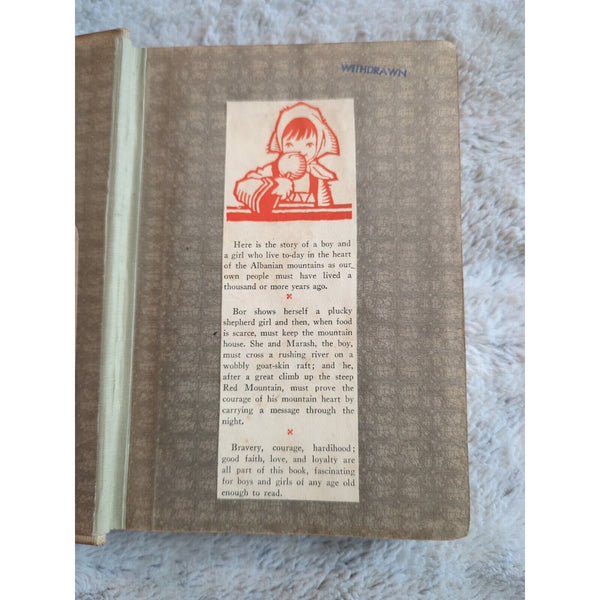 WITHDRAWN
Here is the story of a boy and
a girl who live to-day in the heart
of the Albanian mountains as our
own people must have lived a
thousand or more years ago.
Bor shows herself a plucky
shepherd girl and then, when food
is scarce, must keep the mountain
house. She and Marash, the boy,
must cross a rushing river on a
wobbly goat-skin raft; and he,
after a great climb up the steep
Red Mountain, must prove the
courage of his mountain heart by
carrying a message through the
night.
Bravery, courage, hardihood;
good faith, love, and loyalty are
all part of this book, fascinating
for boys and girls of any age old
enough to read.